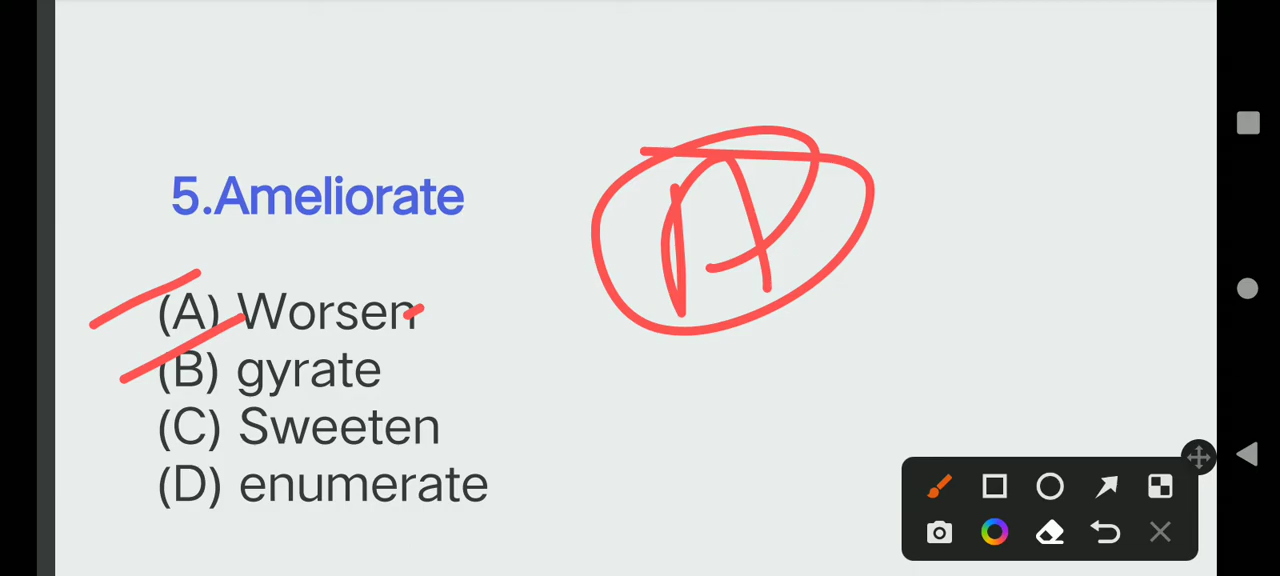 5.Ameliorate
A
(A) Worsen
(B) gyrate
(C) Sweeten
(D) enumerate